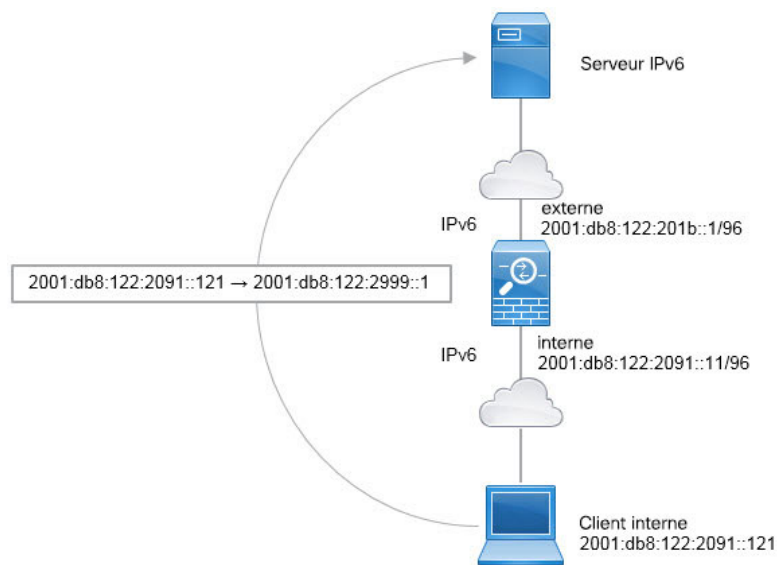 Serveur IPv6
externe
2001:db8:122:201b::1/96
IPv6
2001:db8:122:2091::121 → 2001:db8:122:2999::1
interne
2001:db8:122:2091::11/96
IPv6
Client interne
2001:db8:122:2091::121